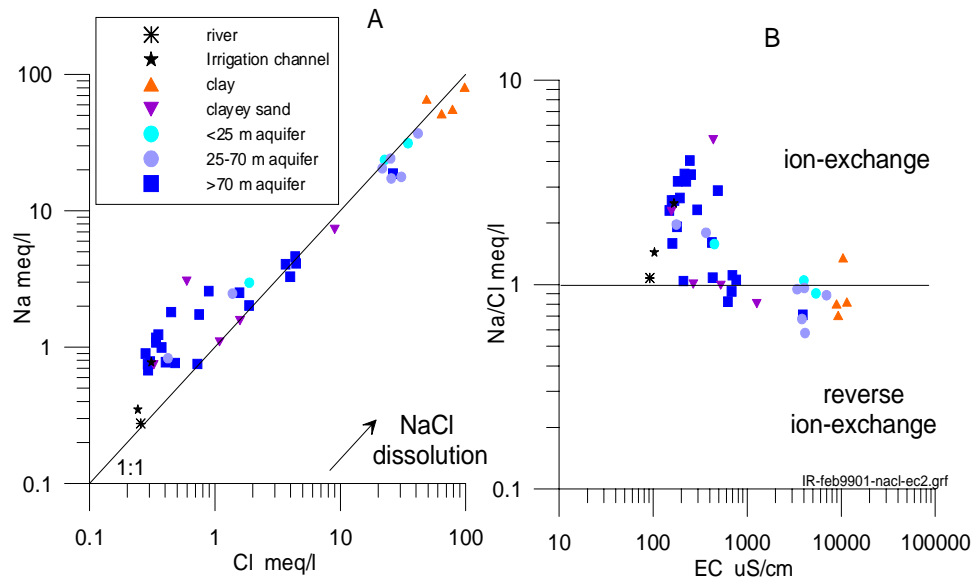 A
B
river
Irrigation channel
clay
clayey sand
<25 m aquifer
25-70 m aquifer
>70 m aquifer
100
10
1
0.1
Na meq/l
1:1
NaCl
dissolution
0.1
1
10
100
Cl meq/l
10
1
0.1
Na/Cl meq/l
ion-exchange
reverse
ion-exchange
IR-feb9901-nacl-ec2.grf
10
100
1000
10000
100000
EC uS/cm